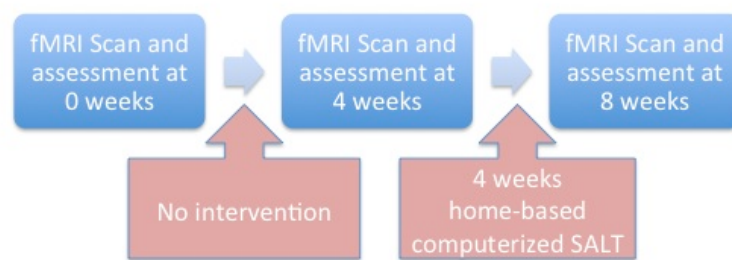 fMRI Scan and
assessment at
0 weeks
fMRI Scan and
assessment at
4 weeks
fMRI Scan and
assessment at
8 weeks
No intervention
4 weeks
home-based
computerized SALT